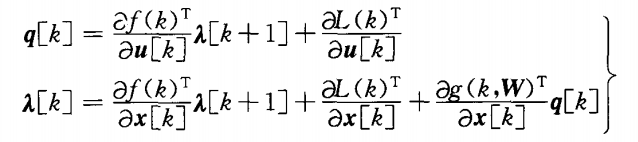 q[k] = ∂f(k)ᵀ/∂u[k] λ[k+1] + ∂L(k)ᵀ/∂u[k]
λ[k] = ∂f(k)ᵀ/∂x[k] λ[k+1] + ∂L(k)ᵀ/∂x[k] + ∂g(k,W)ᵀ/∂x[k] q[k] }